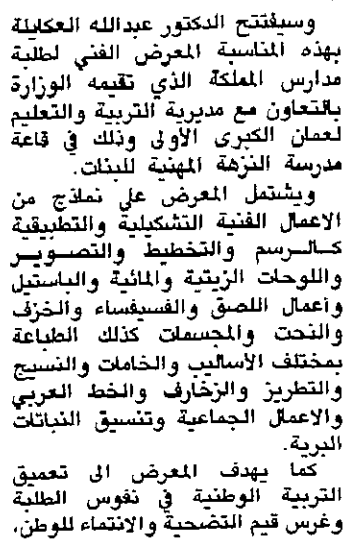 وسيفتتح الدكتور عبدالله العكايلة
بهذه المناسبة المعرض الفني لطلبة
مدارس المملكة الذي تقيمه الوزارة
بالتعاون مع مديرية التربية والتعليم
لعمان الكبرى الأولى وذلك في قاعة
مدرسة النزهة المهنية للبنات.
ويشتمل المعرض على نماذج من
الاعمال الفنية التشكيلية والتطبيقية
كالرسم والتخطيط والتصوير
واللوحات الزيتية والمائية والباستيل
وأعمال اللصق والفسيفساء والخزف
والنحت والمجسمات كذلك الطباعة
بمختلف الأساليب والخامات والنسيج
والتطريز والزخارف والخط العربي
والاعمال الجماعية وتنسيق النباتات
البرية.
كما يهدف المعرض الى تعميق
التربية الوطنية في نفوس الطلبة
وغرس قيم التضحية والانتماء للوطن،